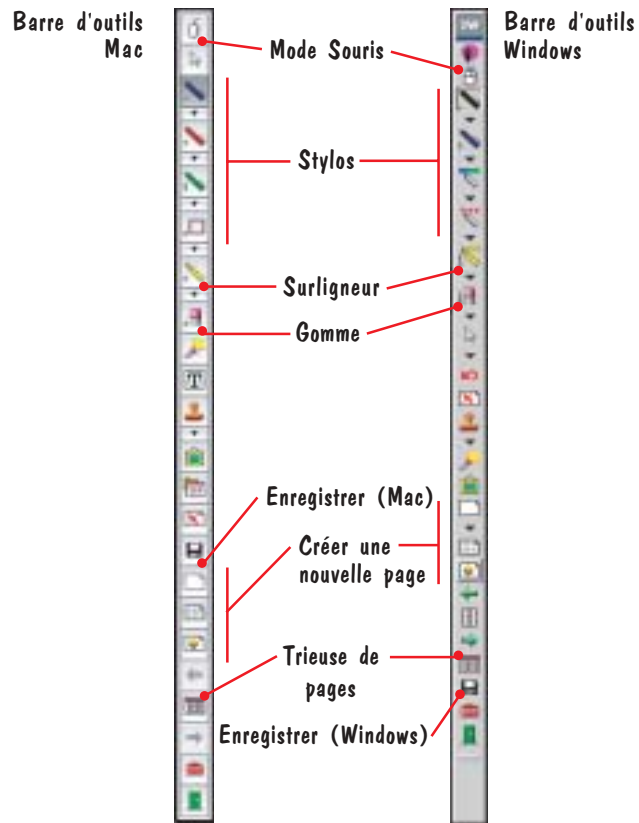 Barre d'outils
Mac
Barre d'outils
Windows
Mode Souris
Stylos
Surligneur
Gomme
T
Enregistrer (Mac)
Créer une
nouvelle page
Trieuse de
pages
Enregistrer (Windows)